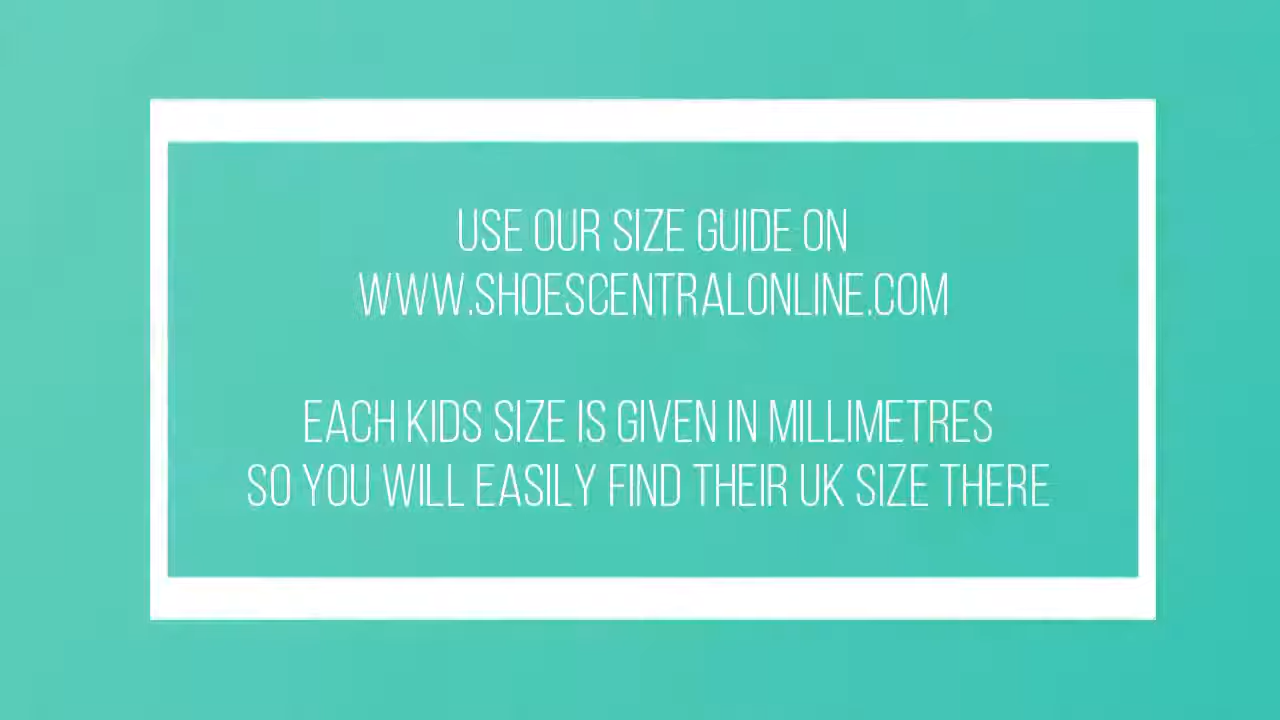 USE OUR SIZE GUIDE ON
WWW.SHOESCENTRALONLINE.COM
EACH KIDS SIZE IS GIVEN IN MILLIMETRES
SO YOU WILL EASILY FIND THEIR UK SIZE THERE